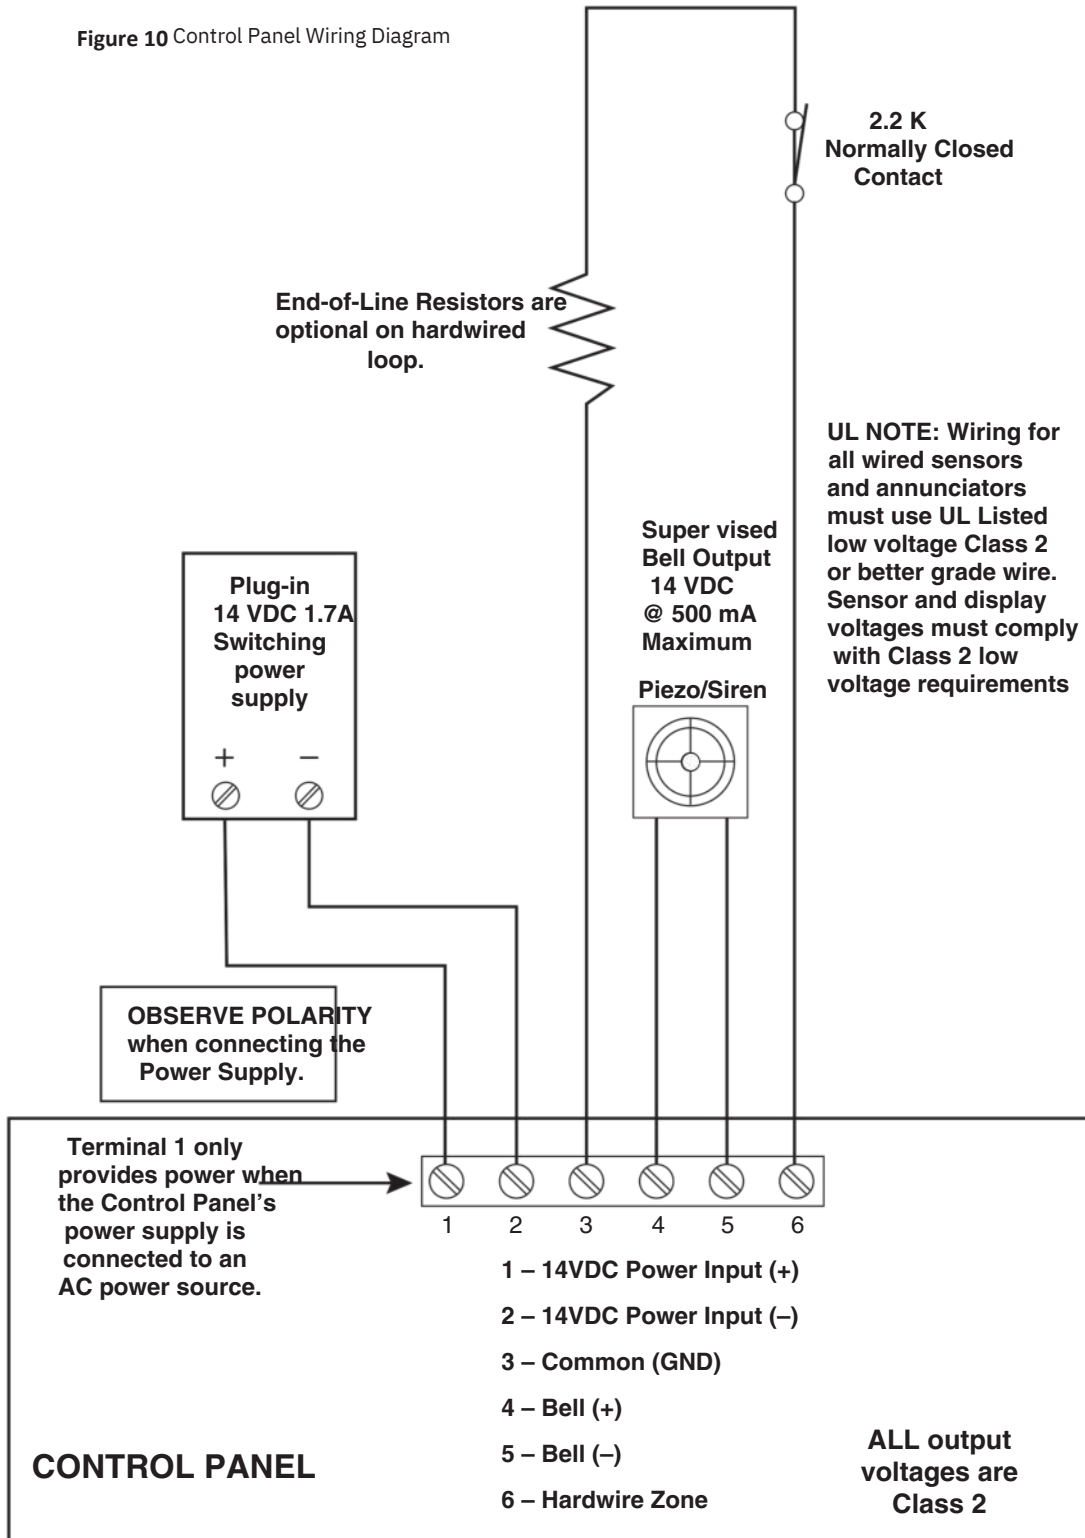 Figure 10 Control Panel Wiring Diagram
2.2 K
Normally Closed
Contact
End-of-Line Resistors are
optional on hardwired
loop.
UL NOTE: Wiring for
all wired sensors
and annunciators
must use UL Listed
low voltage Class 2
or better grade wire.
Sensor and display
voltages must comply
with Class 2 low
voltage requirements
Super vised
Bell Output
14 VDC
@ 500 mA
Maximum
Piezo/Siren
Plug-in
14 VDC 1.7A
Switching
power
supply
+ −
OBSERVE POLARITY
when connecting the
Power Supply.
Terminal 1 only
provides power when
the Control Panel's
power supply is
connected to an
AC power source.
1 2 3 4 5 6
1 – 14VDC Power Input (+)
2 – 14VDC Power Input (–)
3 – Common (GND)
4 – Bell (+)
5 – Bell (–)
6 – Hardwire Zone
CONTROL PANEL
ALL output
voltages are
Class 2